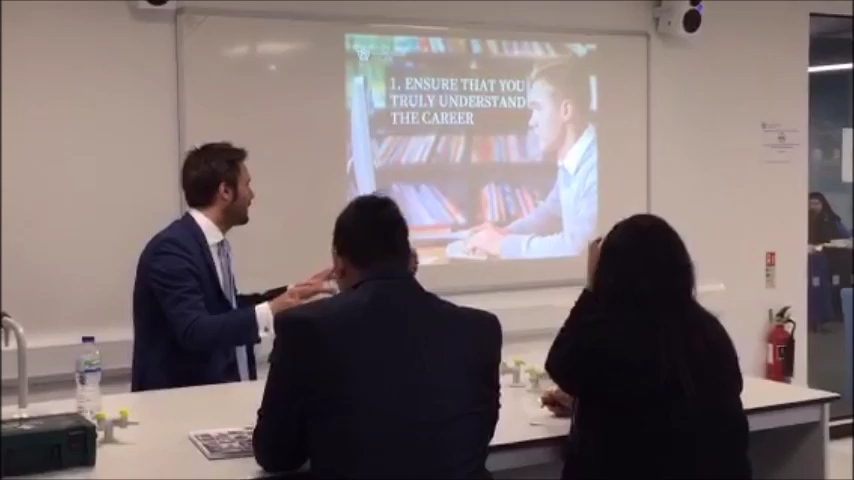 1. ENSURE THAT YOU
TRULY UNDERSTAND
THE CAREER